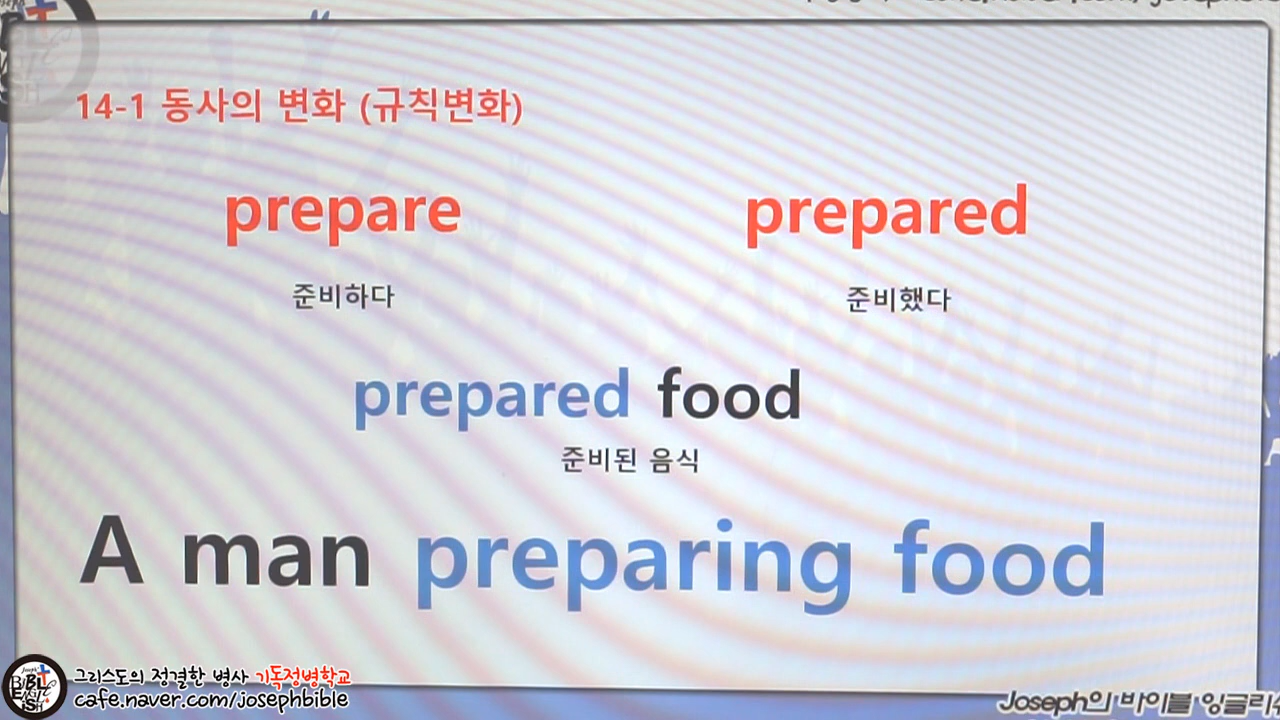 14-1 동사의 변화 (규칙변화)
prepare prepared
준비하다 준비했다
prepared food
준비된 음식
A man preparing food
그리스도의 정결한 병사 기독정병학교
cafe.naver.com/josephbible
Joseph의 바이블 잉글리쉬